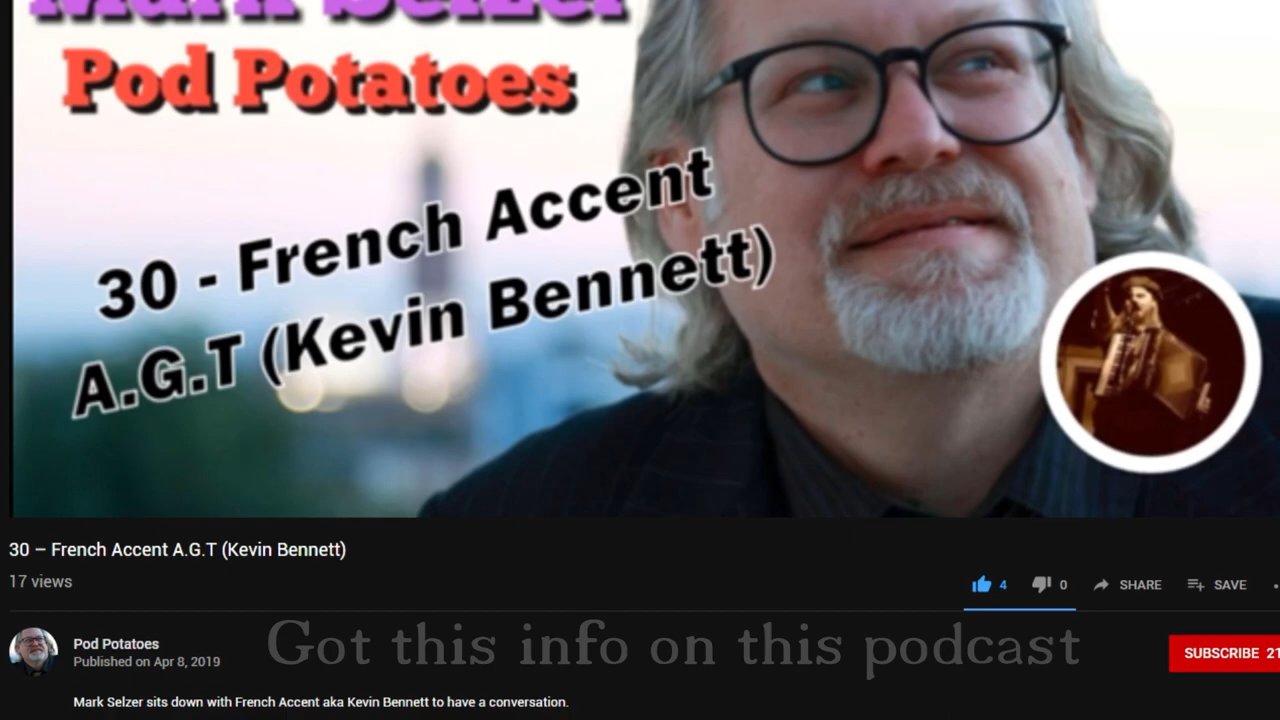 Mark Selzer
Pod Potatoes
30 - French Accent
A.G.T (Kevin Bennett)
30 – French Accent A.G.T (Kevin Bennett)
17 views
4
0
SHARE
SAVE
Pod Potatoes
Published on Apr 8, 2019
Got this info on this podcast
SUBSCRIBE 21
Mark Selzer sits down with French Accent aka Kevin Bennett to have a conversation.